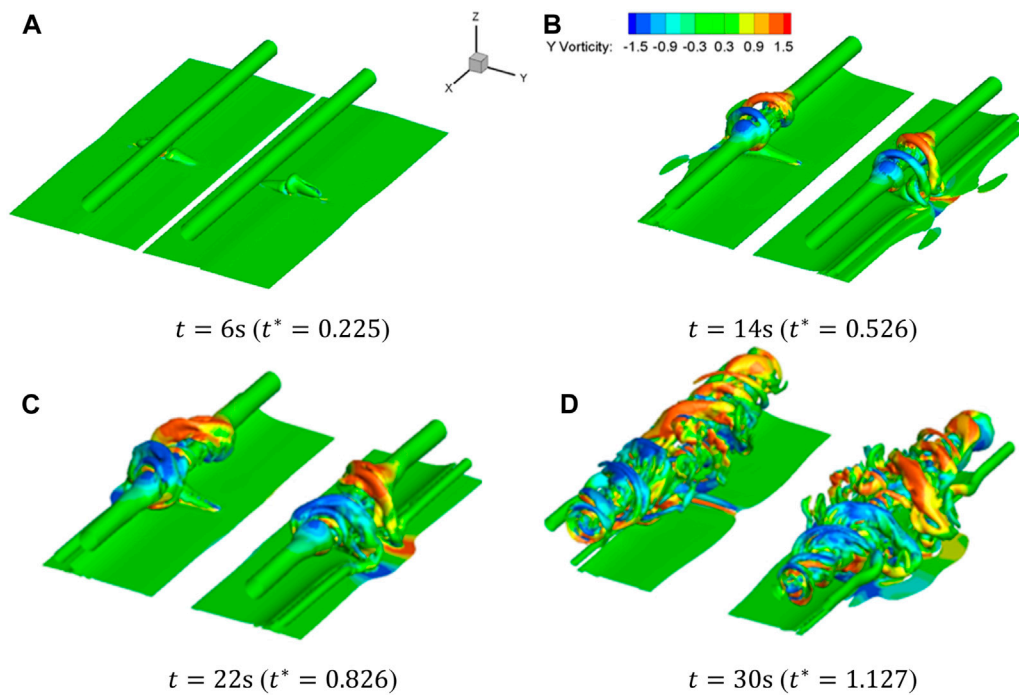 A
Z
X
Y
B
Y Vorticity: -1.5 -0.9 -0.3 0.3 0.9 1.5
t = 6s (t* = 0.225)
t = 14s (t* = 0.526)
C
D
t = 22s (t* = 0.826)
t = 30s (t* = 1.127)